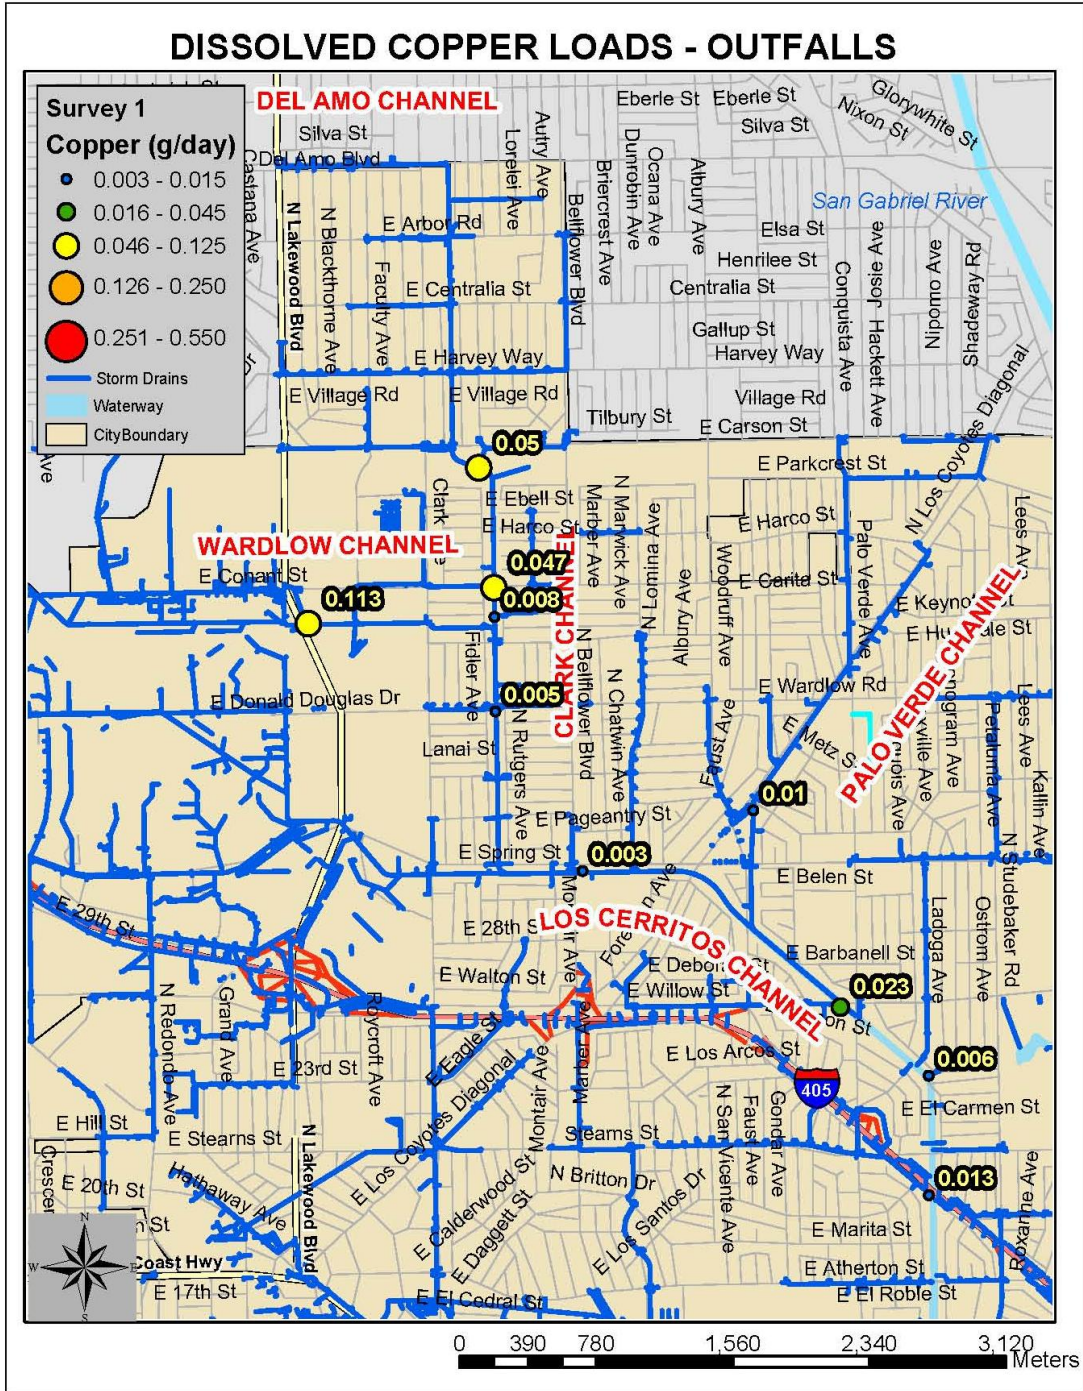 DISSOLVED COPPER LOADS - OUTFALLS
Survey 1
Copper (g/day)
0.003 - 0.015
0.016 - 0.045
0.046 - 0.125
0.126 - 0.250
0.251 - 0.550
Storm Drains
Waterway
CityBoundary
DEL AMO CHANNEL
Silva St
Del Amo Blvd
Castana Ave
N Lakewood Blvd
N Blackthorne Ave
Faculty Ave
E Arbor Rd
Lorelei Ave
Autry Ave
E Centralia St
E Harvey Way
E Village Rd
E Village Rd
Bellflower Blvd
Briercrest Ave
Dunrobin Ave
Ocana Ave
Albury Ave
Eberle St
Eberle St
Silva St
Nixon St
Glorywhite St
San Gabriel River
Elsa St
Henrilee St
Centralia St
Gallup St
Harvey Way
Village Rd
Tilbury St
E Carson St
Conquista Ave
Josie Ave
Hackett Ave
Nipomo Ave
Shadeway Rd
N Los Coyotes Diagonal
Ave
Dr
0.05
E Parkcrest St
Clark
E Ebell St
E Harco St
Marber Ave
N Marwick Ave
N Lomina Ave
Albury Ave
Woodruff Ave
E Harco St
E Carita St
Palo Verde Ave
E Keyno
St
E Hu
ale St
Lees Ave
WARDLOW CHANNEL
E Conant St
0.047
0.008
0.113
CLARK CHANNEL
PALO VERDE CHANNEL
Fidler Ave
0.005
E Donald Douglas Dr
Lanai St
N Rutgers Ave
N Bellflower Blvd
N Chatwin Ave
Faust Ave
E Wardlow Rd
E Metz S
Petaluma Ave
Lees Ave
Kallin Ave
0.01
E Pageantry St
E Spring St
0.003
E Belen St
N Studebaker Rd
Ladoga Ave
Ostrom Ave
E 29th St
E 28th S
LOS CERRITOS CHANNEL
E Walton St
E Debo
St
E Willow St
E Barbanell St
0.023
on St
N Redondo Ave
Grand Ave
Roycroft Ave
E 23rd St
E Eagle St
E Los Coyotes Diagonal
Montair Ave
Marber Ave
E Los Arcos St
405
0.006
E El Carmen St
E Hill St
E Stearns St
Stearns St
N San Vicente Ave
Faust Ave
Gondar Ave
Crescen
E 20th St
Hathaway Ave
N Lakewood Blvd
N Britton Dr
E Calderwood St
E Daggett St
E Los Santos Dr
0.013
Roxanne Ave
n St
E Marita St
Coast Hwy
E 17th St
E Atherton St
E El Roble St
E El Cedral St
N
W
E
S
0 390 780 1,560 2,340 3,120
Meters